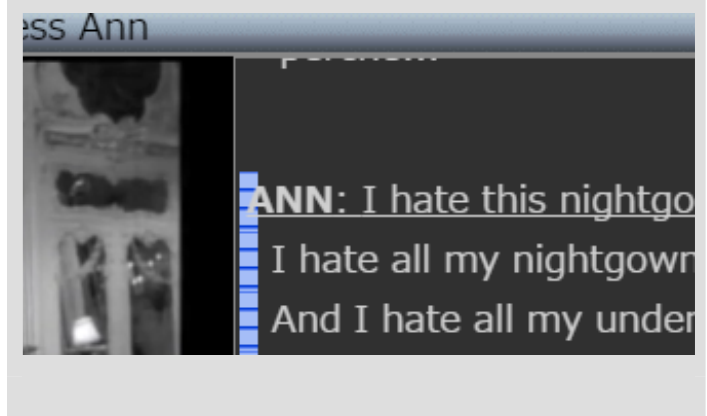 ess Ann
ANN: I hate this nightgo
I hate all my nightgown
And I hate all my under